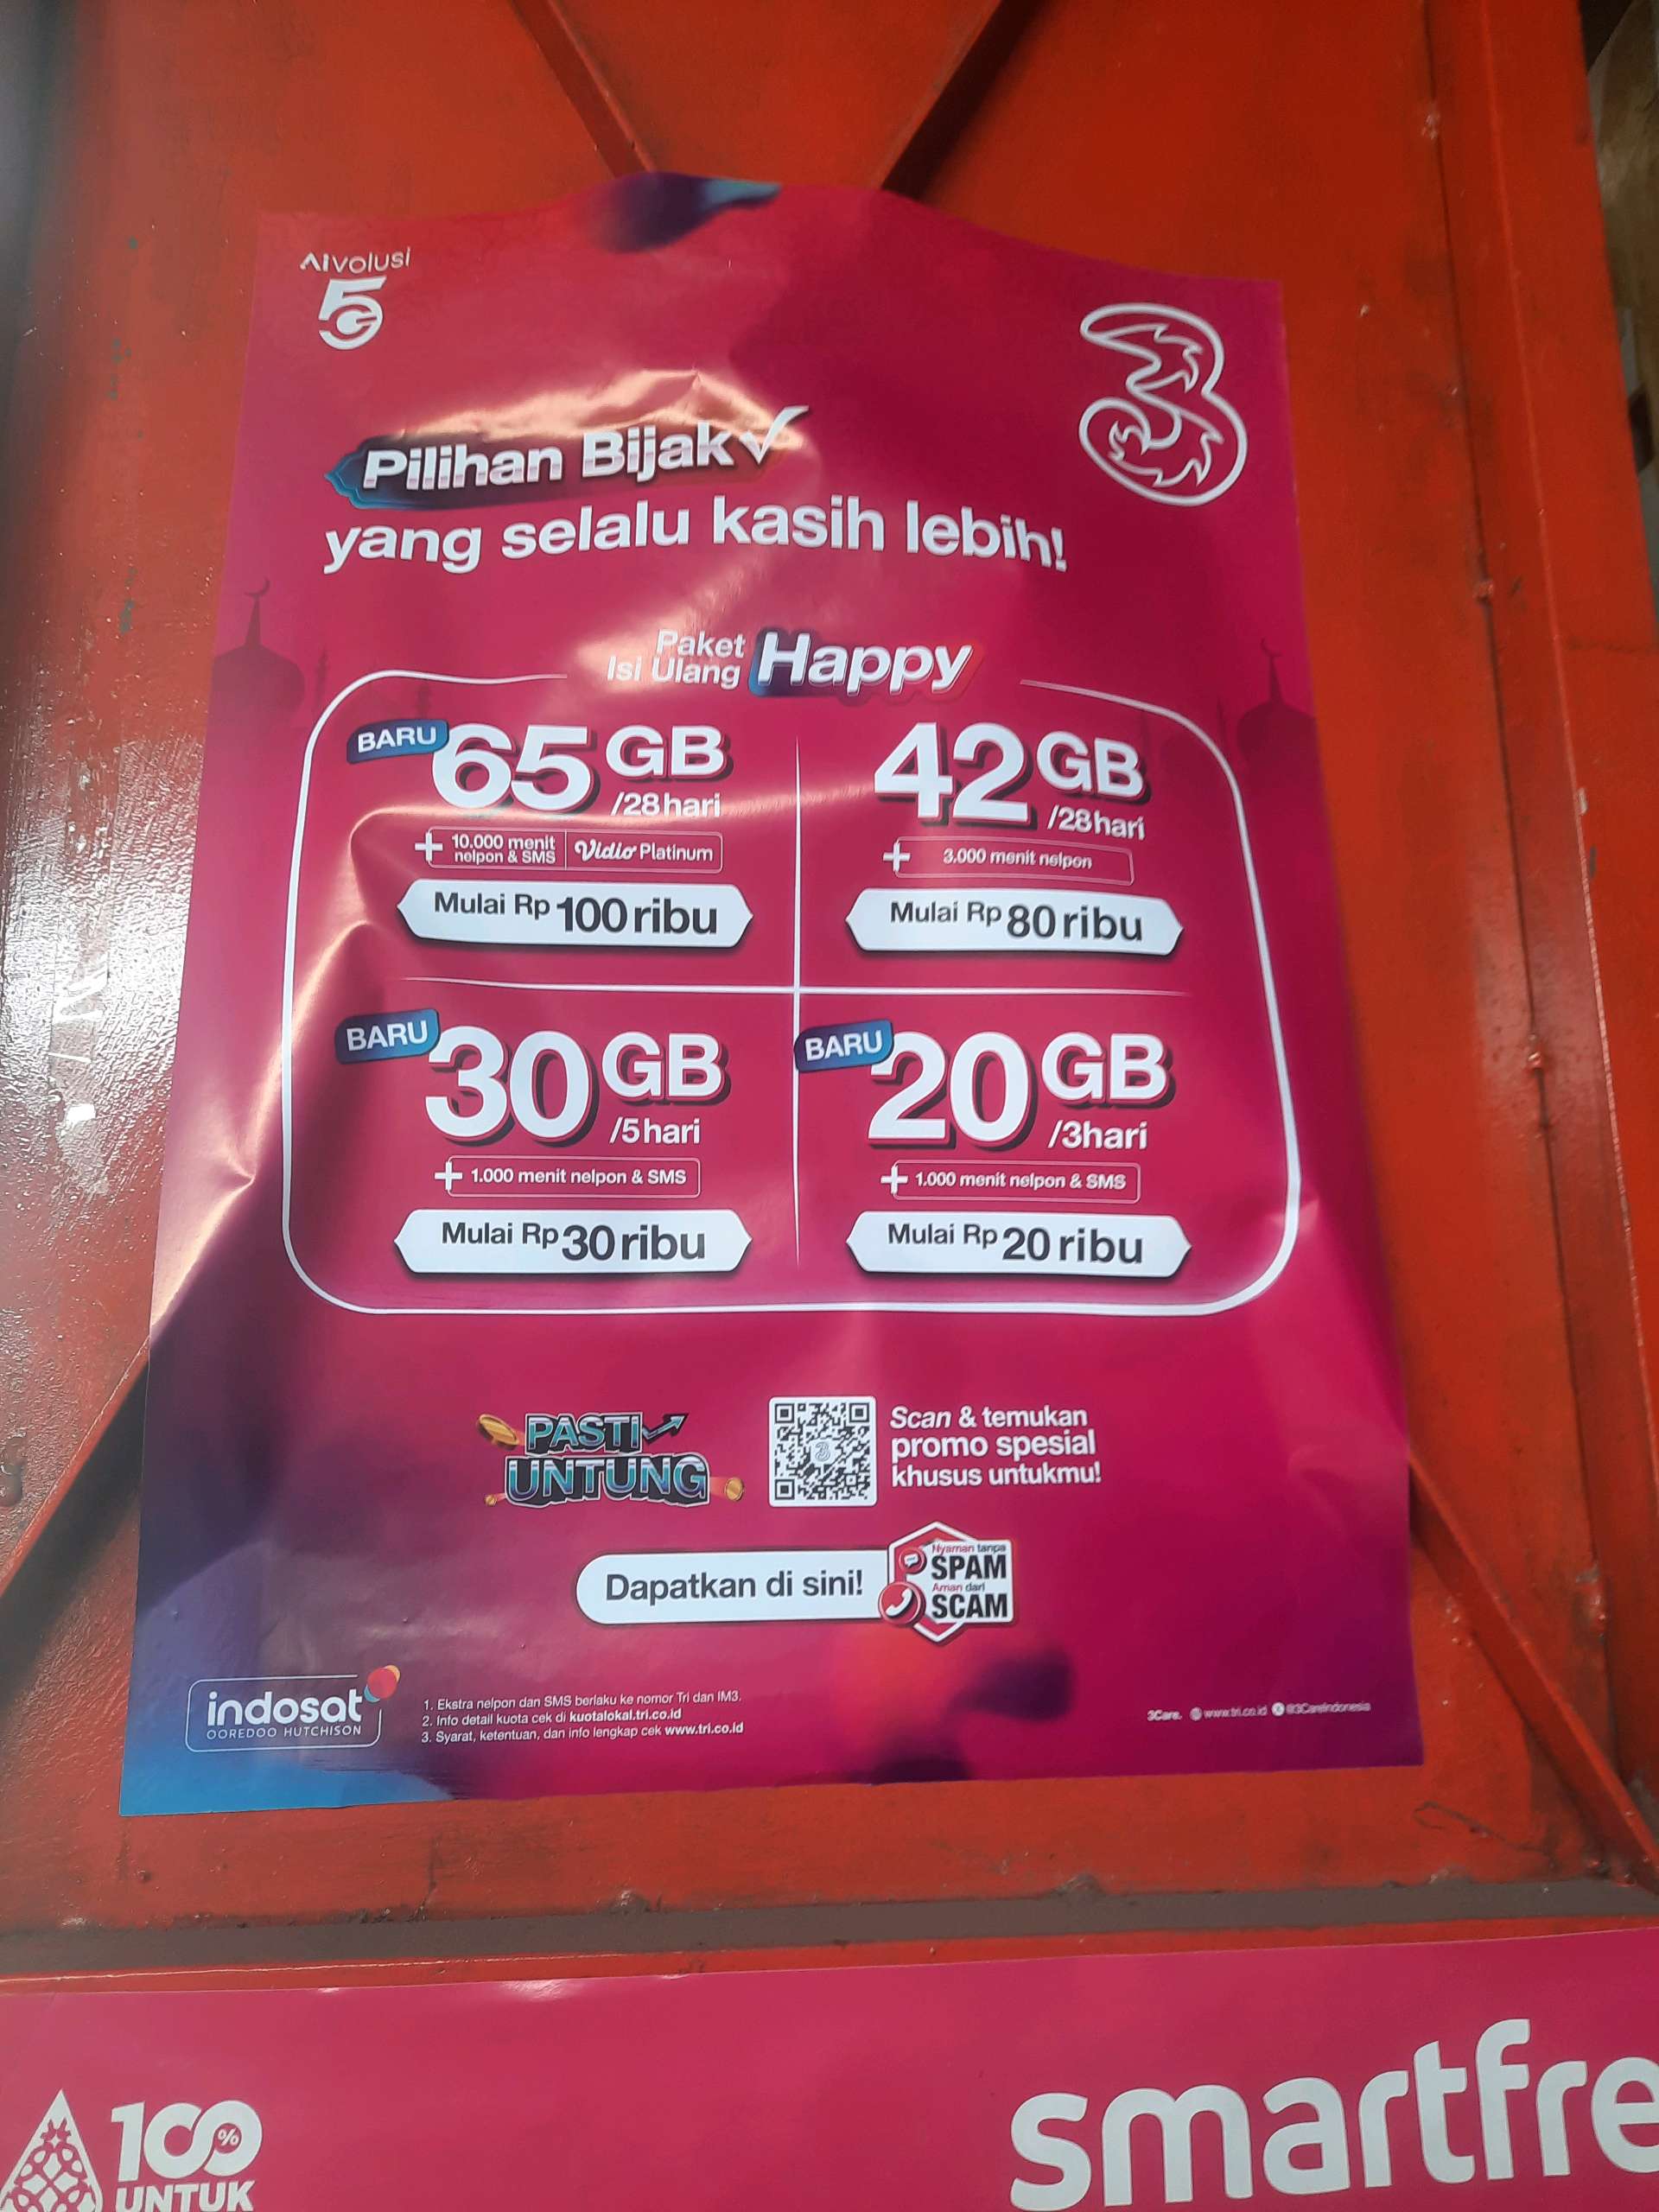 AIvolusi
5G
3
Pilihan Bijak
yang selalu kasih lebih!
Paket
Isi Ulang
Happy
BARU
65 GB
/28hari
+ 10.000 menit
nelpon & SMS
Vidio Platinum
Mulai Rp 100 ribu
42 GB
/28hari
+ 3.000 menit nelpon
Mulai Rp 80 ribu
BARU
30 GB
/5hari
+ 1.000 menit nelpon & SMS
Mulai Rp 30 ribu
BARU
20 GB
/3hari
+ 1.000 menit nelpon & SMS
Mulai Rp 20 ribu
PASTI
UNTUNG
Scan & temukan
promo spesial
khusus untukmu!
Dapatkan di sini!
Nyaman tanpa
SPAM
Aman dari
SCAM
indosat
OOREDOO HUTCHISON
1. Ekstra nelpon dan SMS berlaku ke nomor Tri dan IM3.
2. Info detail kuota cek di kuotalokal.tri.co.id
3. Syarat, ketentuan, dan info lengkap cek www.tri.co.id
3Care. www.tri.co.id @3CareIndonesia
100%
UNTUK
smartfre